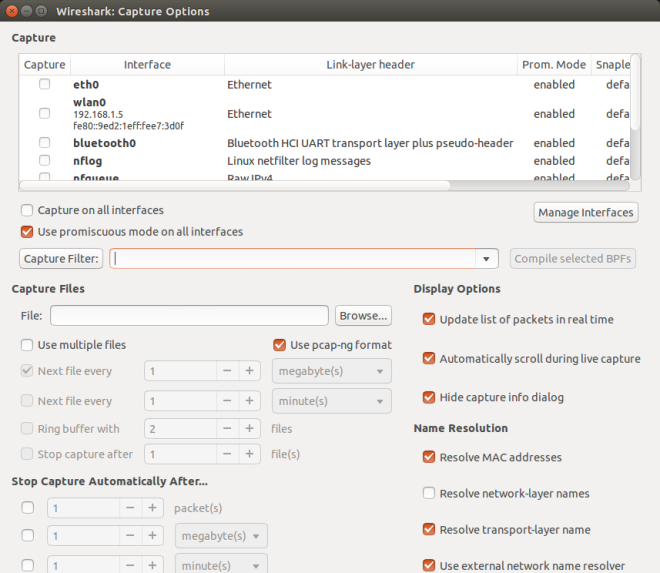 Wireshark: Capture Options
Capture
Capture Interface Link-layer header Prom. Mode Snaple
eth0 Ethernet enabled defa
wlan0
192.168.1.5 Ethernet enabled defa
fe80::9ed2:1eff:fee7:3d0f
bluetooth0 Bluetooth HCI UART transport layer plus pseudo-header enabled defa
nflog Linux netfilter log messages enabled defa
nfqueue Raw IPv4 enabled defa
Capture on all interfaces
Manage Interfaces
Use promiscuous mode on all interfaces
Capture Filter: Compile selected BPFs
Capture Files
File: Browse...
Use multiple files Use pcap-ng format
Next file every 1 − + megabyte(s)
Next file every 1 − + minute(s)
Ring buffer with 2 − + files
Stop capture after 1 − + file(s)
Stop Capture Automatically After...
1 − + packet(s)
1 − + megabyte(s)
1 − + minute(s)
Display Options
Update list of packets in real time
Automatically scroll during live capture
Hide capture info dialog
Name Resolution
Resolve MAC addresses
Resolve network-layer names
Resolve transport-layer name
Use external network name resolver